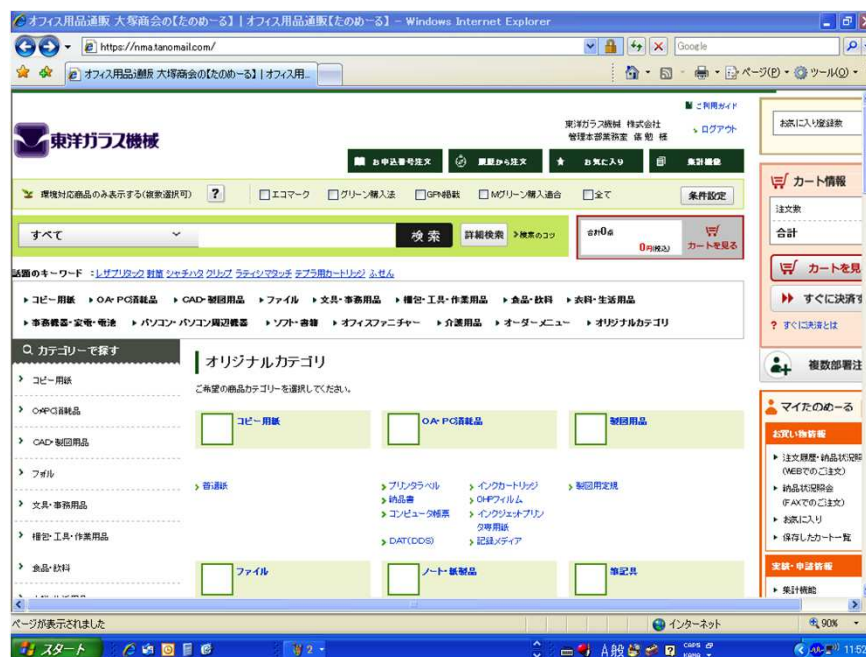 オフィス用品通販 大塚商会の【たのめーる】 | オフィス用品通販【たのめーる】 - Windows Internet Explorer
https://nma.tanomail.com/
Google
オフィス用品通販 大塚商会の【たのめーる】 | オフィス用...
ページ(P) ツール(O)
ご利用ガイド
東洋ガラス機械
東洋ガラス機械 株式会社
ログアウト
お気に入り登録数
お申込番号注文 履歴から注文 お気に入り 集計機能
環境対応商品のみ表示する(複数選択可) ? エコマーク グリーン購入法 GPN掲載 Mグリーン購入適合 全て 条件設定
カート情報
注文数
合計
すべて 検索 詳細検索 >検索のコツ
合計0点
0円(税込)
カートを見る
カートを見
すぐに決済す
? すぐに決済とは
話題のキーワード : レザプリタック 封筒 シャチハタ クリップ ラティシマタッチ テプラ用カートリッジ ふせん
コピー用紙 OA・PC消耗品 CAD・製図用品 ファイル 文具・事務用品 梱包・工具・作業用品 食品・飲料 衣料・生活用品
事務機器・家電・電池 パソコン・パソコン周辺機器 ソフト・書籍 オフィスファニチャー 介護用品 オーダーメニュー オリジナルカテゴリ
複数部署注
カテゴリーで探す
コピー用紙
OA・PC消耗品
CAD・製図用品
ファイル
文具・事務用品
梱包・工具・作業用品
食品・飲料
オリジナルカテゴリ
ご希望の商品カテゴリーを選択してください。
コピー用紙 OA・PC消耗品 製図用品
普通紙
プリンタラベル インクカートリッジ 製図用定規
納品書 OHPフィルム
コンピュータ帳票 インクジェットプリンタ専用紙
DAT(DDS) 記録メディア
ファイル ノート・紙製品 筆記具
マイたのめーる
お買い物情報
注文履歴・納品状況照
(WEBでのご注文)
納品状況照会
(FAXでのご注文)
お気に入り
保存したカート一覧
実績・申請情報
集計機能
ページが表示されました
インターネット
90%
スタート
2
A 般
CAPS
KANA